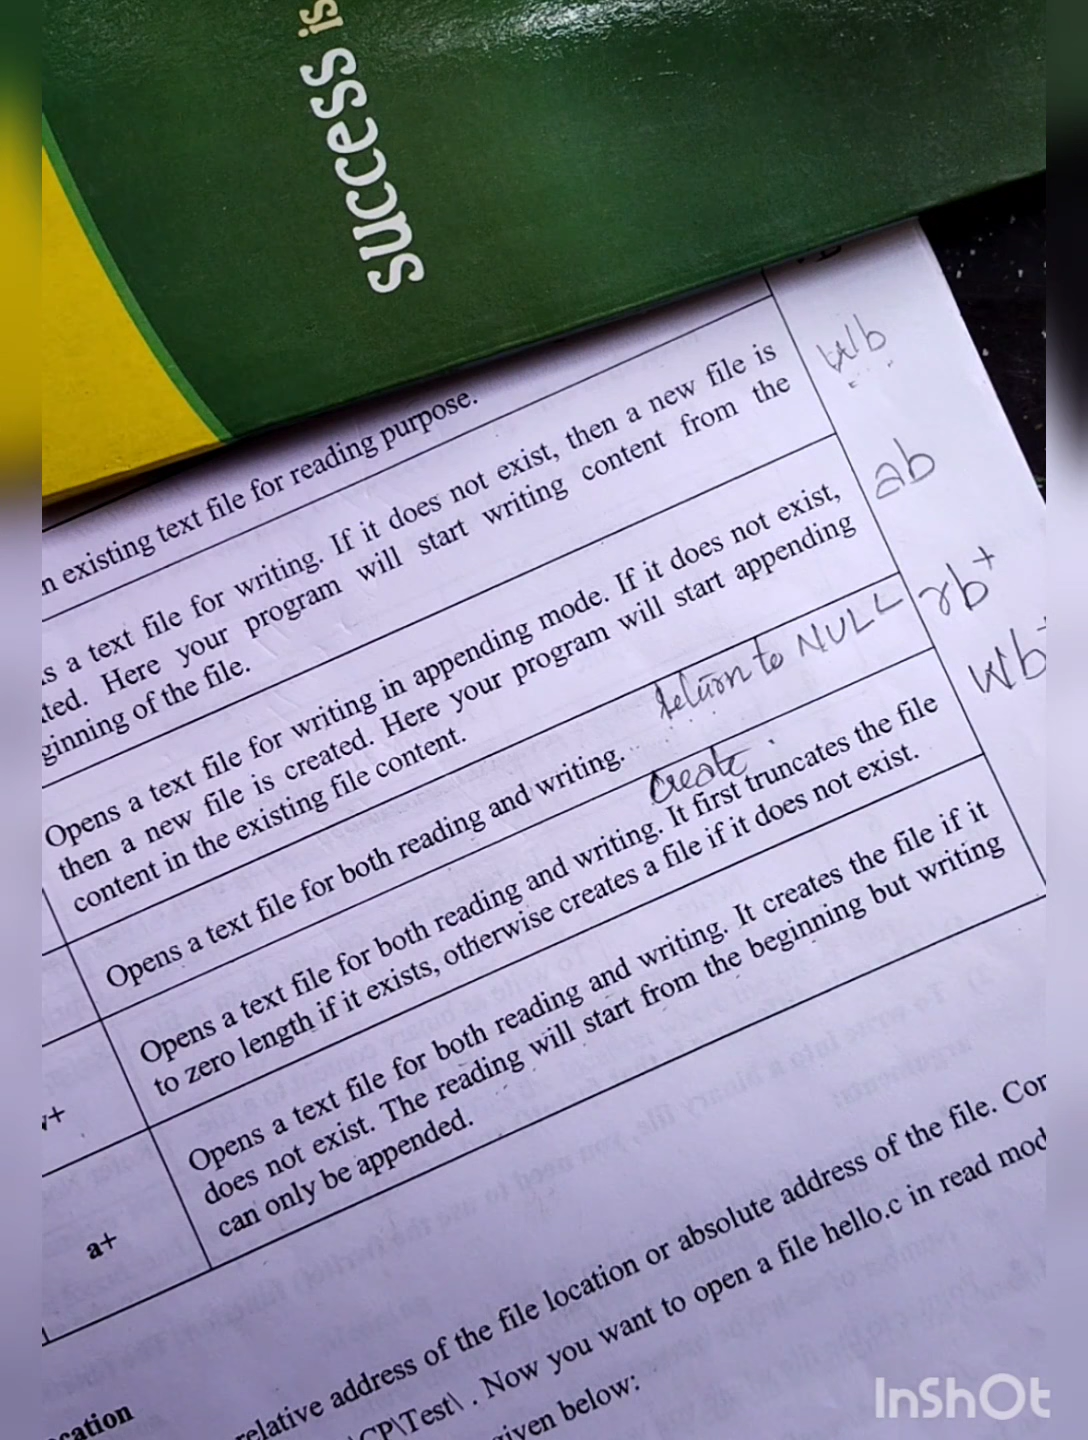 success is
n existing text file for reading purpose.
s a text file for writing. If it does not exist, then a new file is
ted. Here your program will start writing content from the
ginning of the file.
wb
Opens a text file for writing in appending mode. If it does not exist,
then a new file is created. Here your program will start appending
content in the existing file content.
ab
Opens a text file for both reading and writing.
return to NULL
rb+
create
Opens a text file for both reading and writing. It first truncates the file
to zero length if it exists, otherwise creates a file if it does not exist.
wb+
a+
Opens a text file for both reading and writing. It creates the file if it
does not exist. The reading will start from the beginning but writing
can only be appended.
cation
relative address of the file location or absolute address of the file. Con
CP\Test\ . Now you want to open a file hello.c in read mod
given below:
InShOt